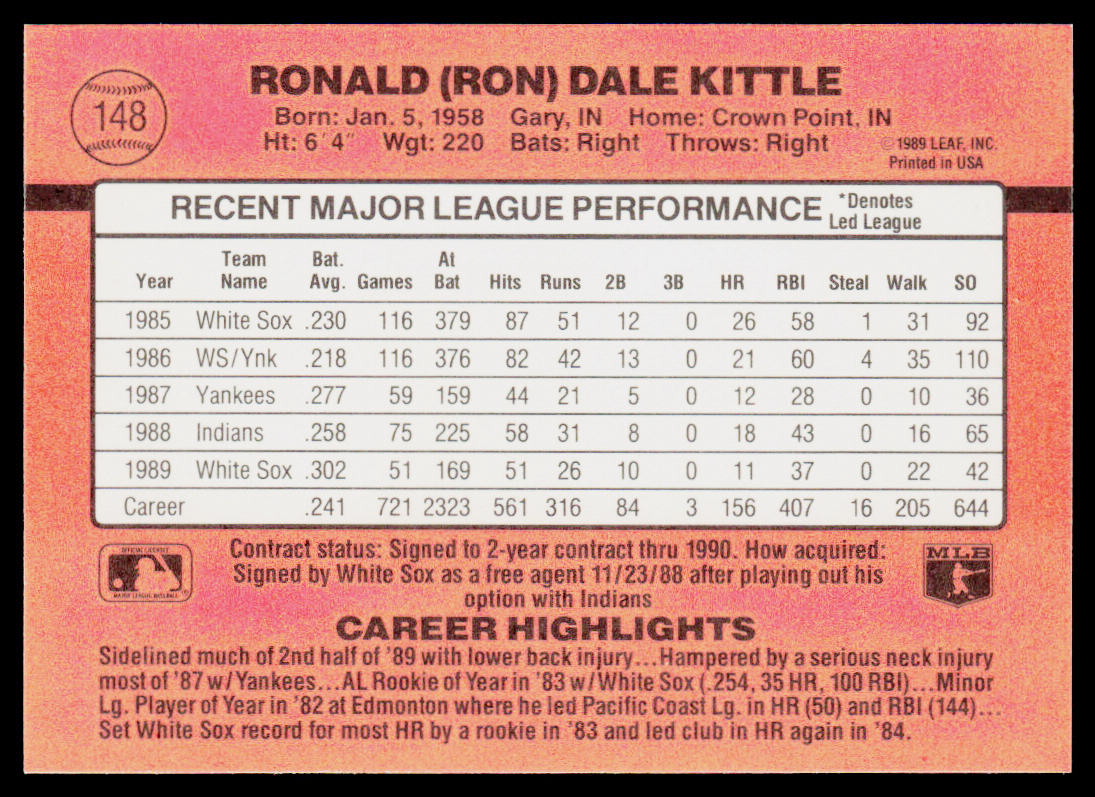 148
RONALD (RON) DALE KITTLE
Born: Jan. 5, 1958 Gary, IN Home: Crown Point, IN
Ht: 6' 4" Wgt: 220 Bats: Right Throws: Right
©1989 LEAF, INC.
Printed in USA
RECENT MAJOR LEAGUE PERFORMANCE *Denotes Led League
Year Team Name Bat. Avg. Games At Bat Hits Runs 2B 3B HR RBI Steal Walk SO
1985 White Sox .230 116 379 87 51 12 0 26 58 1 31 92
1986 WS/Ynk .218 116 376 82 42 13 0 21 60 4 35 110
1987 Yankees .277 59 159 44 21 5 0 12 28 0 10 36
1988 Indians .258 75 225 58 31 8 0 18 43 0 16 65
1989 White Sox .302 51 169 51 26 10 0 11 37 0 22 42
Career .241 721 2323 561 316 84 3 156 407 16 205 644
OFFICIAL LICENSEE
MAJOR LEAGUE BASEBALL
®
Contract status: Signed to 2-year contract thru 1990. How acquired:
Signed by White Sox as a free agent 11/23/88 after playing out his
option with Indians
MLB
CAREER HIGHLIGHTS
Sidelined much of 2nd half of '89 with lower back injury...Hampered by a serious neck injury
most of '87 w/Yankees...AL Rookie of Year in '83 w/White Sox (.254, 35 HR, 100 RBI)...Minor
Lg. Player of Year in '82 at Edmonton where he led Pacific Coast Lg. in HR (50) and RBI (144)...
Set White Sox record for most HR by a rookie in '83 and led club in HR again in '84.